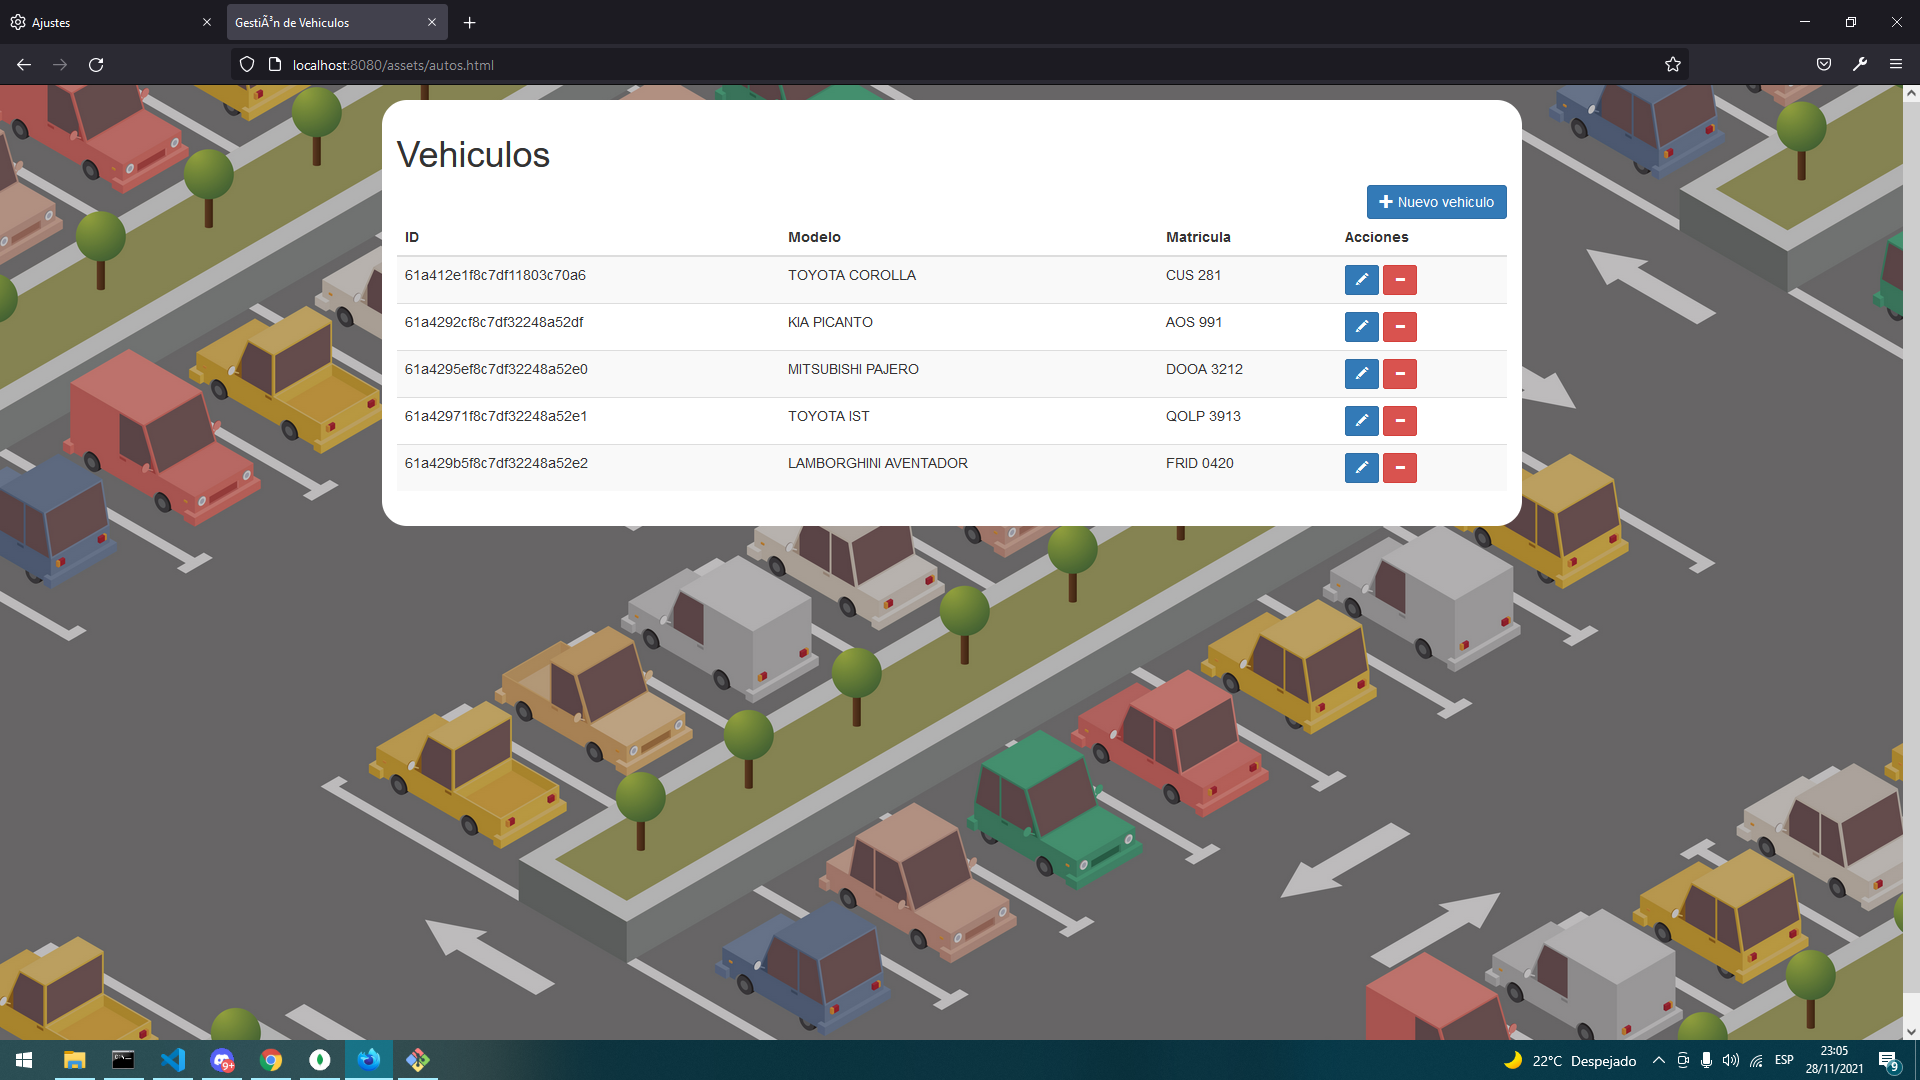 Ajustes
GestiÃ³n de Vehiculos
localhost:8080/assets/autos.html
Vehiculos
Nuevo vehiculo
ID Modelo Matricula Acciones
61a412e1f8c7df11803c70a6 TOYOTA COROLLA CUS 281
61a4292cf8c7df32248a52df KIA PICANTO AOS 991
61a4295ef8c7df32248a52e0 MITSUBISHI PAJERO DOOA 3212
61a42971f8c7df32248a52e1 TOYOTA IST QOLP 3913
61a429b5f8c7df32248a52e2 LAMBORGHINI AVENTADOR FRID 0420
9+
22°C Despejado
ESP
23:05
28/11/2021
9